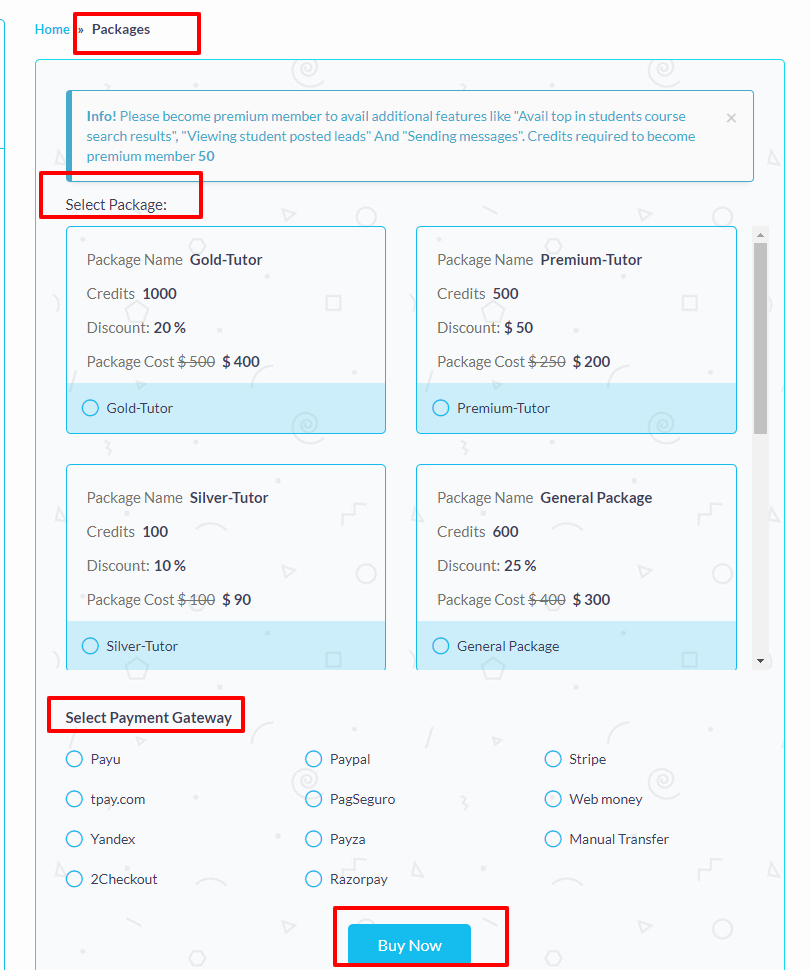 Home » Packages
Info! Please become premium member to avail additional features like "Avail top in students course
search results", "Viewing student posted leads" And "Sending messages". Credits required to become
premium member 50
×
Select Package:
Package Name Gold-Tutor
Credits 1000
Discount: 20 %
Package Cost $ 500 $ 400
Gold-Tutor
Package Name Premium-Tutor
Credits 500
Discount: $ 50
Package Cost $ 250 $ 200
Premium-Tutor
Package Name Silver-Tutor
Credits 100
Discount: 10 %
Package Cost $ 100 $ 90
Silver-Tutor
Package Name General Package
Credits 600
Discount: 25 %
Package Cost $ 400 $ 300
General Package
Select Payment Gateway
Payu
Paypal
Stripe
tpay.com
PagSeguro
Web money
Yandex
Payza
Manual Transfer
2Checkout
Razorpay
Buy Now